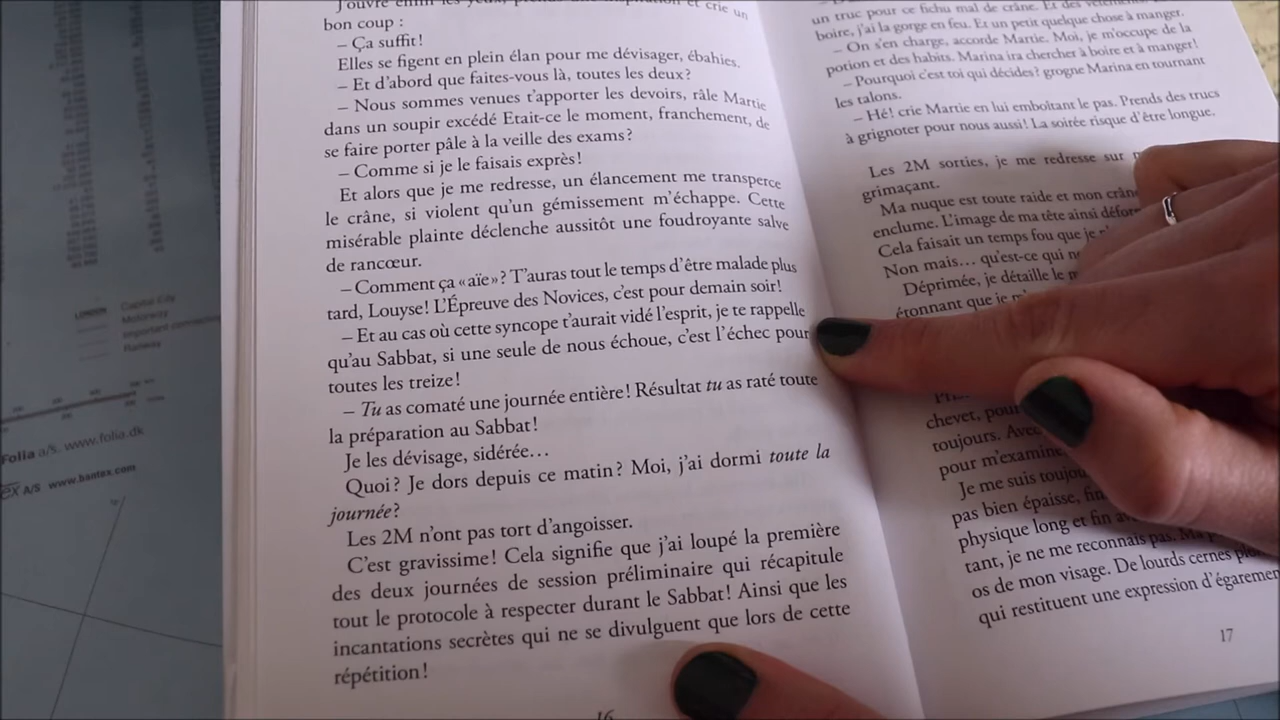 J'ouvre enfin les yeux, prends une inspiration et crie un
bon coup :
– Ça suffit !
Elles se figent en plein élan pour me dévisager, ébahies.
– Et d'abord que faites-vous là, toutes les deux ?
– Nous sommes venues t'apporter les devoirs, râle Martie
dans un soupir excédé Etait-ce le moment, franchement, de
se faire porter pâle à la veille des exams ?
– Comme si je le faisais exprès !
Et alors que je me redresse, un élancement me transperce
le crâne, si violent qu'un gémissement m'échappe. Cette
misérable plainte déclenche aussitôt une foudroyante salve
de rancœur.
– Comment ça « aïe » ? T'auras tout le temps d'être malade plus
tard, Louyse ! L'Épreuve des Novices, c'est pour demain soir !
– Et au cas où cette syncope t'aurait vidé l'esprit, je te rappelle
qu'au Sabbat, si une seule de nous échoue, c'est l'échec pour
toutes les treize !
– Tu as comaté une journée entière ! Résultat tu as raté toute
la préparation au Sabbat !
Je les dévisage, sidérée…
Quoi ? Je dors depuis ce matin ? Moi, j'ai dormi toute la
journée ?
Les 2M n'ont pas tort d'angoisser.
C'est gravissime ! Cela signifie que j'ai loupé la première
des deux journées de session préliminaire qui récapitule
tout le protocole à respecter durant le Sabbat ! Ainsi que les
incantations secrètes qui ne se divulguent que lors de cette
répétition !
16
un truc pour ce fichu mal de crâne. Et des
boire, j'ai la gorge en feu. Et un petit quelque chose à manger.
– On s'en charge, accorde Martie. Moi, je m'occupe de la
potion et des habits. Marina ira chercher à boire et à manger !
– Pourquoi c'est toi qui décides ? grogne Marina en tournant
les talons.
– Hé ! crie Martie en lui emboîtant le pas. Prends des trucs
à grignoter pour nous aussi ! La soirée risque d'être longue.
Les 2M sorties, je me redresse sur
grimaçant.
Ma nuque est toute raide et mon crâne
enclume. L'image de ma tête ainsi
Cela faisait un temps fou que je
Non mais… qu'est-ce qui
Déprimée, je détaille le
étonnant que je
chevet, pour
toujours. Avec
pour m'examine
Je me suis toujou
pas bien épaisse, fin
physique long et fin
tant, je ne me reconnais pas.
os de mon visage. De lourds cernes
qui restituent une expression d'égaremen
17
LONDON Capital City
Motorway
Important
Railway
Folia a/s. www.folia.dk
A/S www.bantex.com